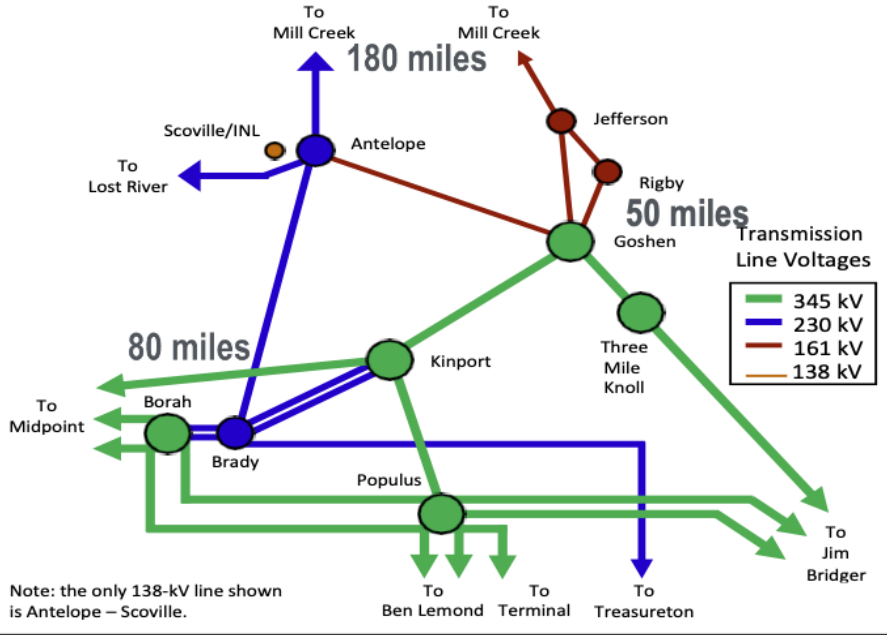 To
Mill Creek
To
Mill Creek
180 miles
Jefferson
Scoville/INL
Antelope
To
Lost River
Rigby
50 miles
Goshen
Transmission
Line Voltages
345 kV
230 kV
161 kV
138 kV
80 miles
Kinport
Three
Mile
Knoll
To
Midpoint
Borah
Brady
Populus
To
Jim
Bridger
Note: the only 138-kV line shown
is Antelope – Scoville.
To
Ben Lemond
To
Terminal
To
Treasureton